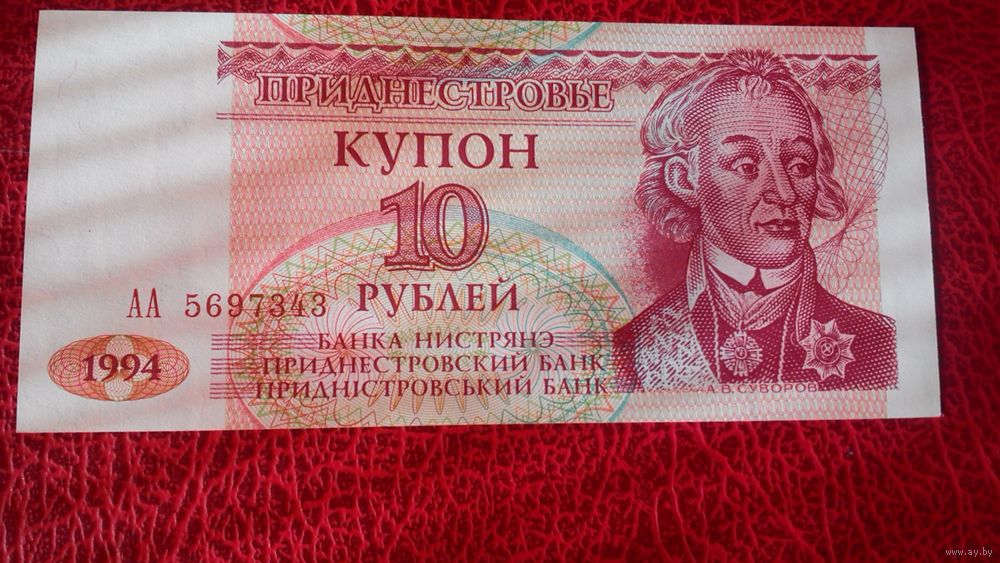 ПРИДНЕСТРОВЬЕ
КУПОН
10
РУБЛЕЙ
АА 5697343
1994
БАНКА НИСТРЯНЭ
ПРИДНЕСТРОВСКИЙ БАНК
ПРИДНІСТРОВСЬКИЙ БАНК
А.В.СУВОРОВ
www.ay.by